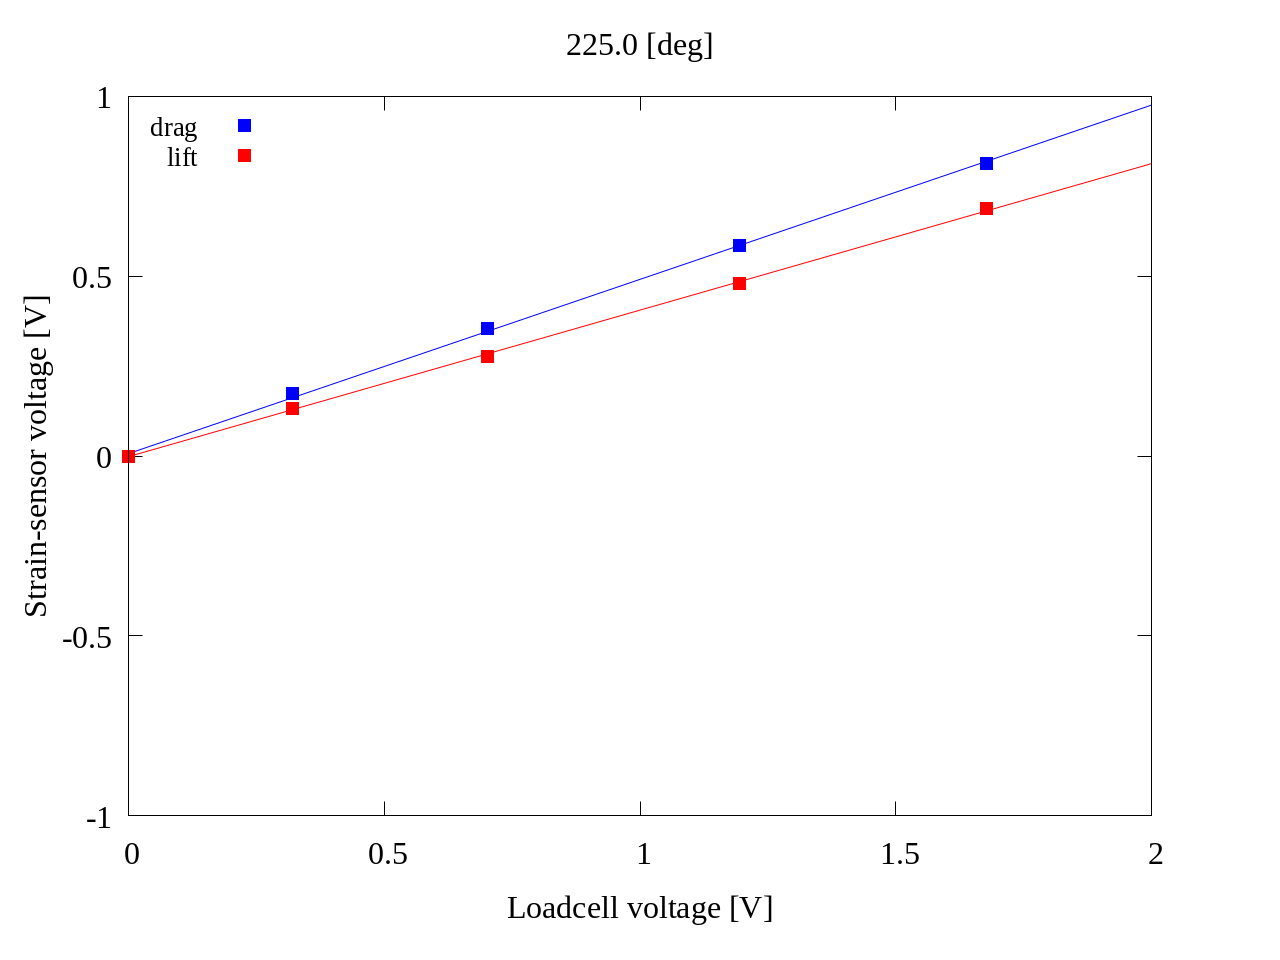 225.0 [deg]
drag
lift
1
0.5
0
-0.5
-1
Strain-sensor voltage [V]
0 0.5 1 1.5 2
Loadcell voltage [V]